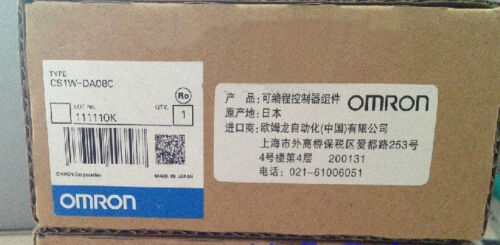 TYPE
CS1W-DA08C
LOT No.
QTY.
111110K
1
OMRON Corporation
MADE IN JAPAN
OMRON
产品：可编程控制器组件
OMRON
原产地：日本
进口商：欧姆龙自动化(中国)有限公司
上海市外高桥保税区爱都路253号
4号楼第4层 200131
电话：021-61006051